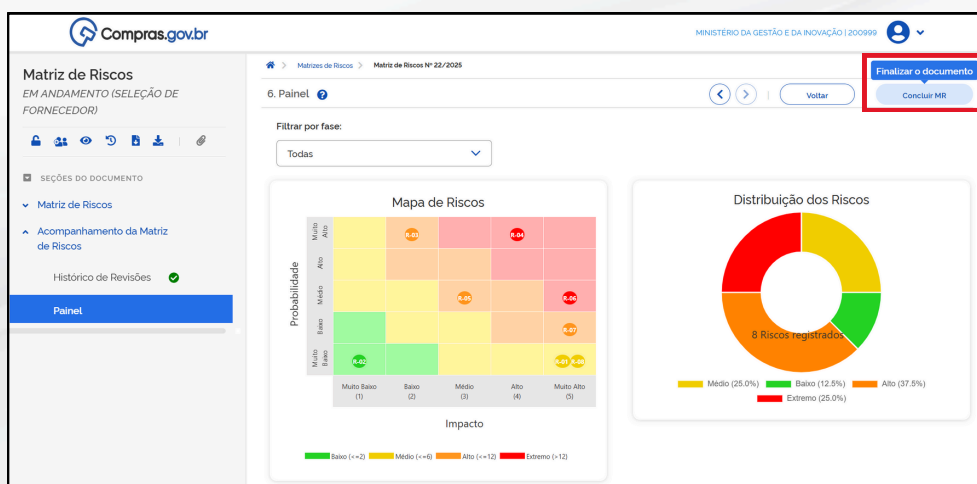 Compras.gov.br
MINISTÉRIO DA GESTÃO E DA INOVAÇÃO | 200999
Matriz de Riscos
EM ANDAMENTO (SELEÇÃO DE
FORNECEDOR)
SEÇÕES DO DOCUMENTO
Matriz de Riscos
Acompanhamento da Matriz
de Riscos
Histórico de Revisões
Painel
> Matrizes de Riscos > Matriz de Riscos Nº 22/2025
6. Painel ?
Voltar
Finalizar o documento
Concluir MR
Filtrar por fase:
Todas
Mapa de Riscos
Probabilidade
Muito
Alto
R-03
R-04
Alto
Médio
R-05
R-06
Baixo
R-07
Muito
Baixo
R-02
R-01 R-08
Muito Baixo
(1)
Baixo
(2)
Médio
(3)
Alto
(4)
Muito Alto
(5)
Impacto
Baixo (<=2) Médio (<=6) Alto (<=12) Extremo (>12)
Distribuição dos Riscos
8 Riscos registrados
Médio (25.0%) Baixo (12.5%) Alto (37.5%)
Extremo (25.0%)